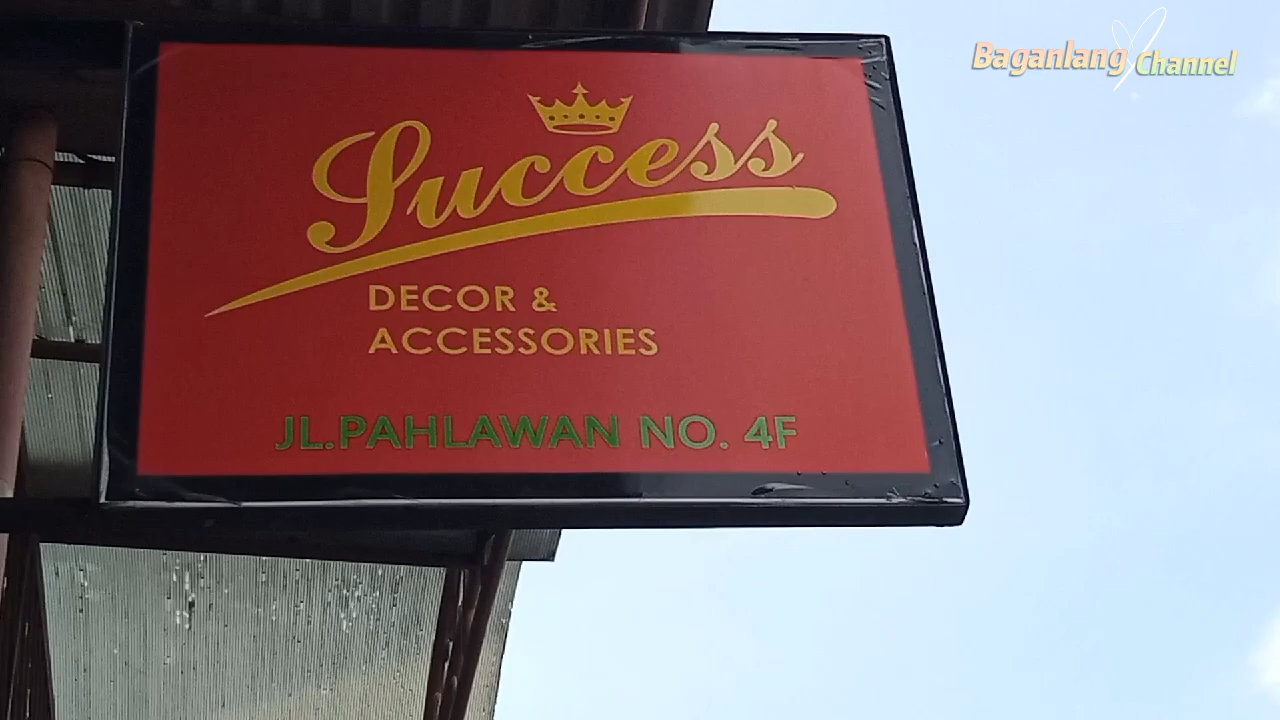 Baganlang Channel
Success
DECOR &
ACCESSORIES
JL.PAHLAWAN NO. 4F